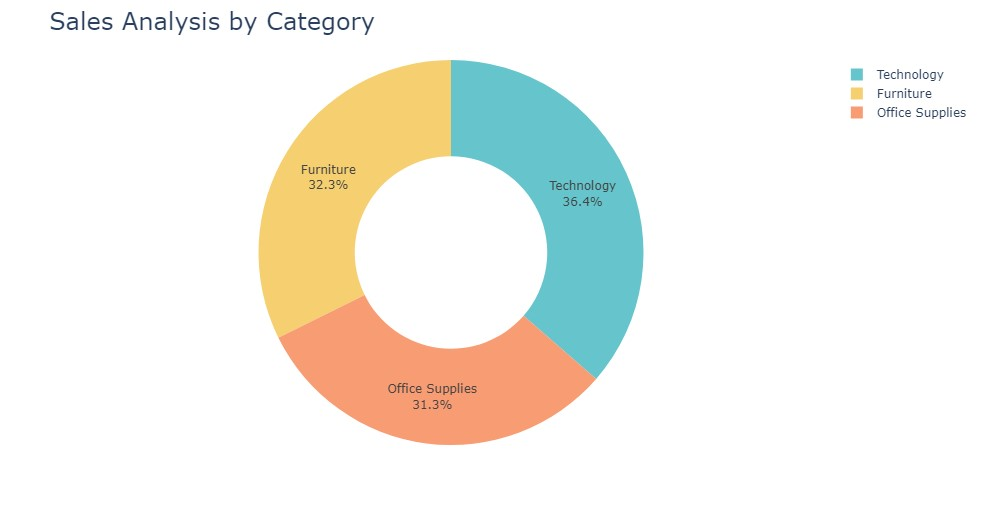 Sales Analysis by Category
Technology
Furniture
Office Supplies
Furniture
32.3%
Technology
36.4%
Office Supplies
31.3%